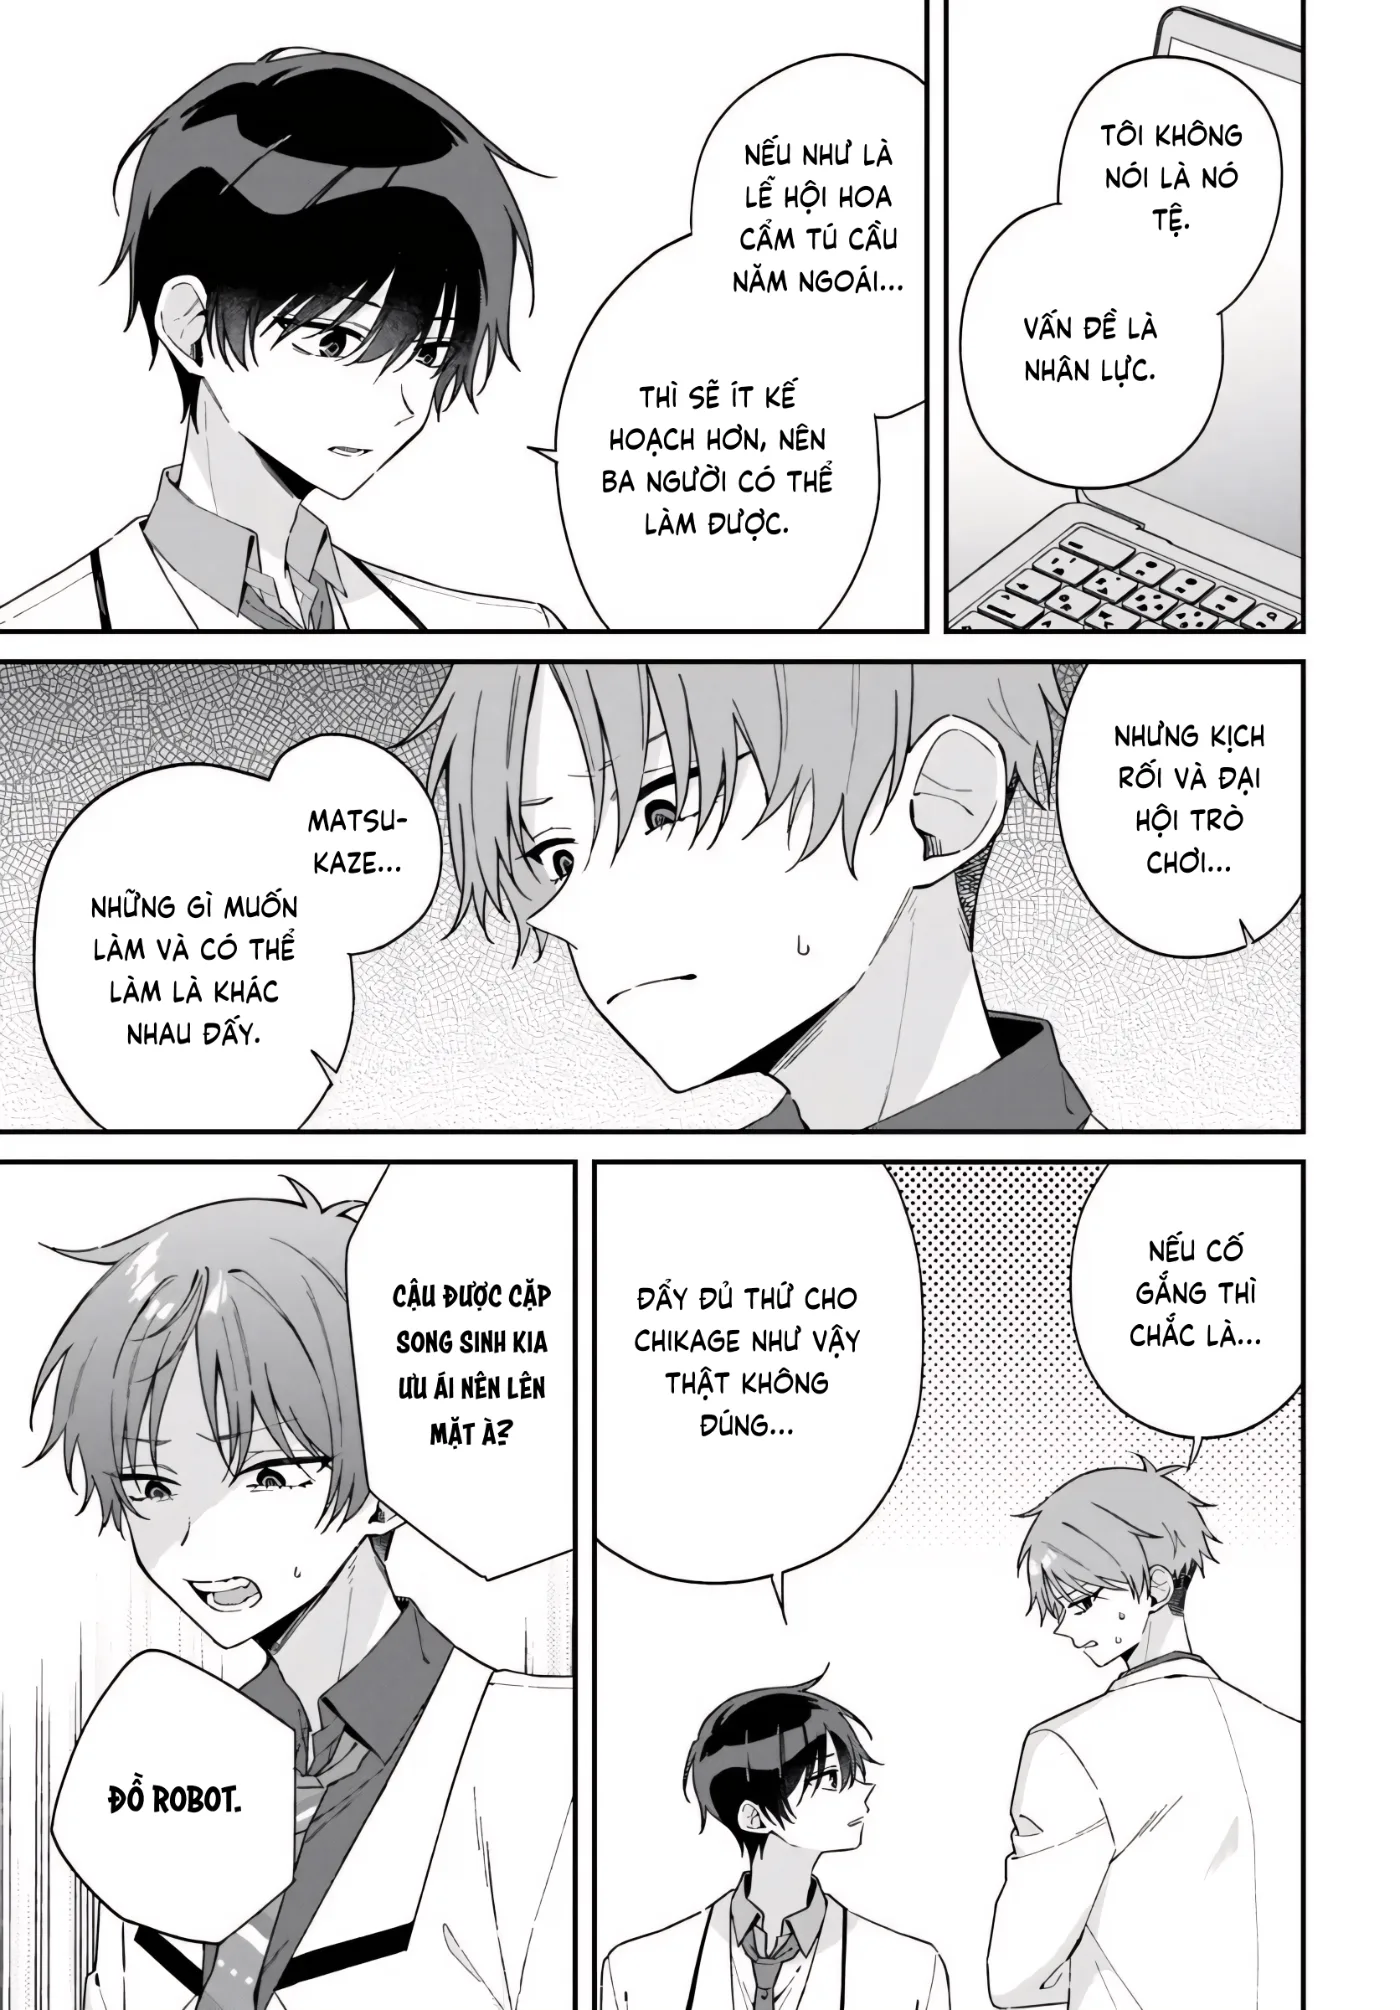 TÔI KHÔNG
NÓI LÀ NÓ
TỆ.
VẤN ĐỀ LÀ
NHÂN LỰC.
NẾU NHƯ LÀ
LỄ HỘI HOA
CẨM TÚ CẦU
NĂM NGOÁI...
THÌ SẼ ÍT KẾ
HOẠCH HƠN, NÊN
BA NGƯỜI CÓ THỂ
LÀM ĐƯỢC.
NHƯNG KỊCH
RỐI VÀ ĐẠI
HỘI TRÒ
CHƠI...
MATSU-
KAZE...
NHỮNG GÌ MUỐN
LÀM VÀ CÓ THỂ
LÀM LÀ KHÁC
NHAU ĐẤY.
NẾU CỐ
GẮNG THÌ
CHẮC LÀ...
ĐẨY ĐỦ THỨ CHO
CHIKAGE NHƯ VẬY
THẬT KHÔNG
ĐÚNG...
CẬU ĐƯỢC CẶP
SONG SINH KIA
ƯU ÁI NÊN LÊN
MẶT À?
ĐỒ ROBOT.